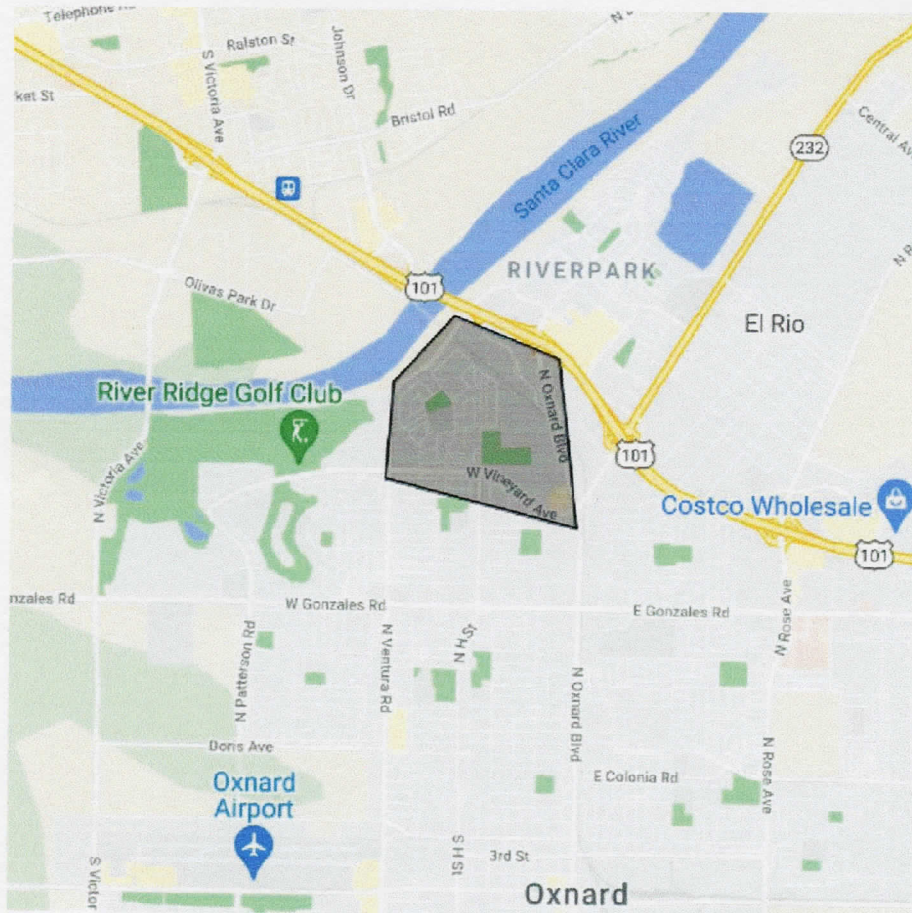 Telephone Rd
Ralston St
S Victoria Ave
Johnson Dr
ket St
Bristol Rd
Santa Clara River
232
Central Av
N R
RIVERPARK
101
Olivas Park Dr
El Rio
River Ridge Golf Club
N Oxnard Blvd
101
N Victoria Ave
W Vineyard Ave
Costco Wholesale
101
nzales Rd
W Gonzales Rd
E Gonzales Rd
N Rose Ave
N Patterson Rd
N Ventura Rd
N H St
N Oxnard Blvd
Doris Ave
N Rose Ave
E Colonia Rd
Oxnard
Airport
S H St
3rd St
S Victor
Oxnard